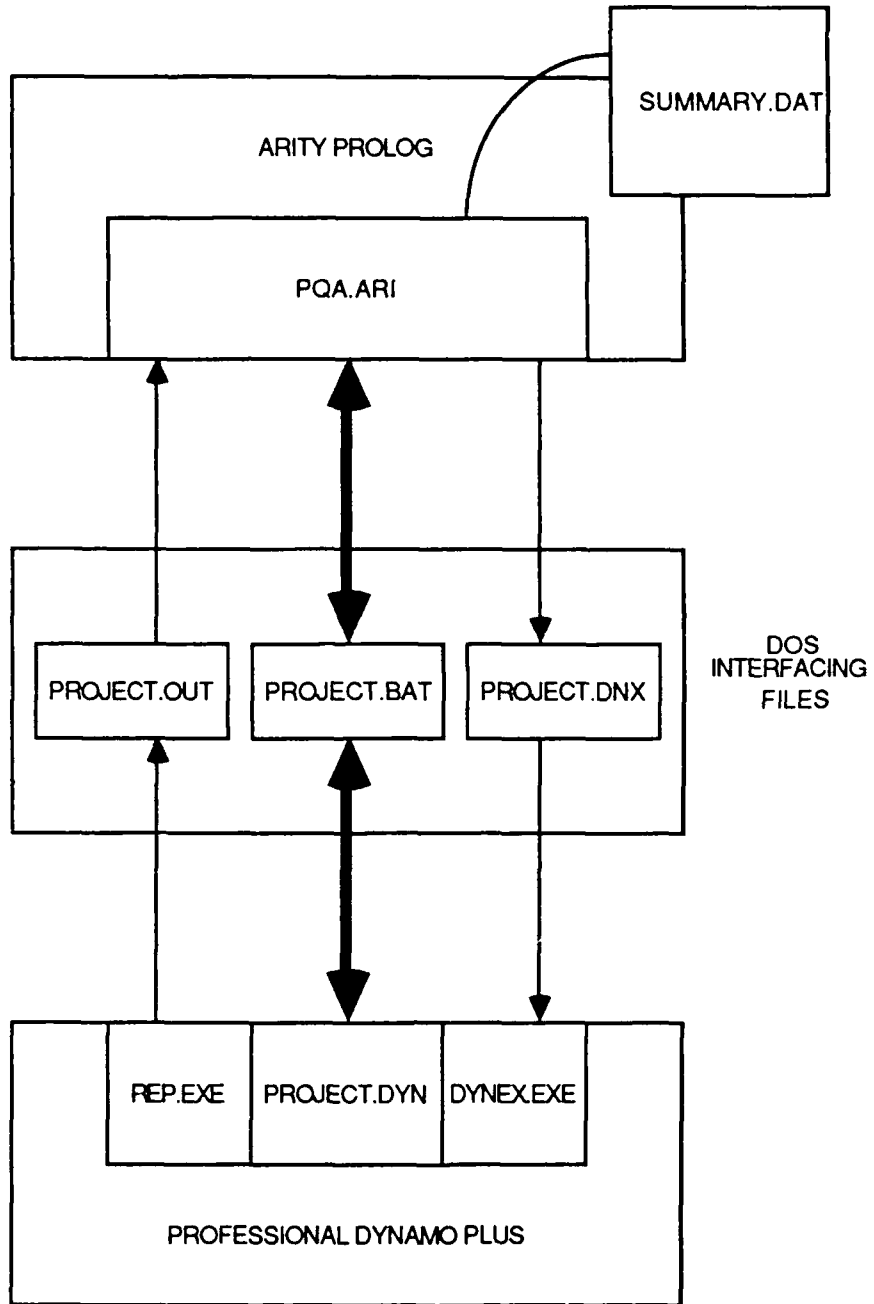 SUMMARY.DAT
ARITY PROLOG
PQA.ARI
DOS
INTERFACING
FILES
PROJECT.OUT
PROJECT.BAT
PROJECT.DNX
REP.EXE
PROJECT.DYN
DYNEX.EXE
PROFESSIONAL DYNAMO PLUS